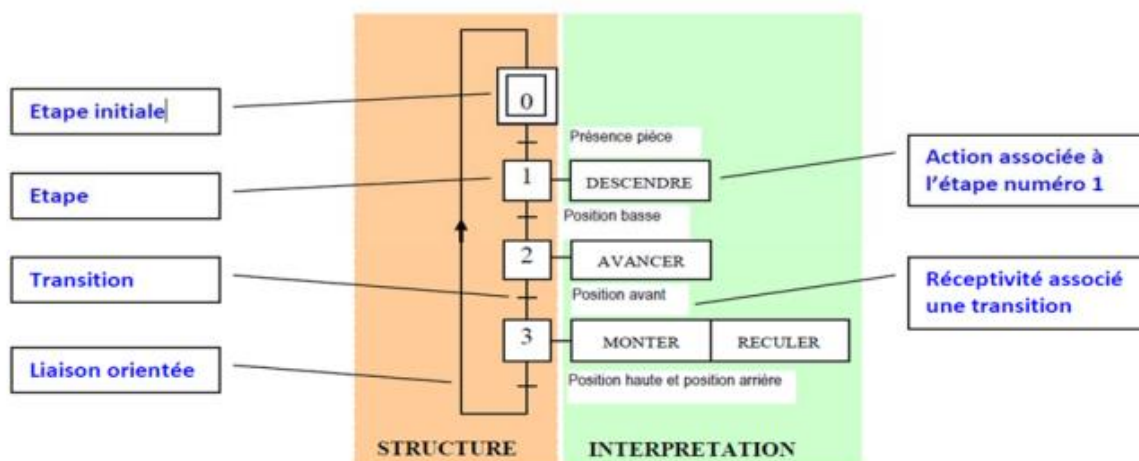 Etape initiale
0
Présence pièce
Etape
1
DESCENDRE
Action associée à
l'étape numéro 1
Position basse
2
AVANCER
Transition
Position avant
Réceptivité associé
une transition
3
MONTER
RECULER
Liaison orientée
Position haute et position arrière
STRUCTURE
INTERPRETATION